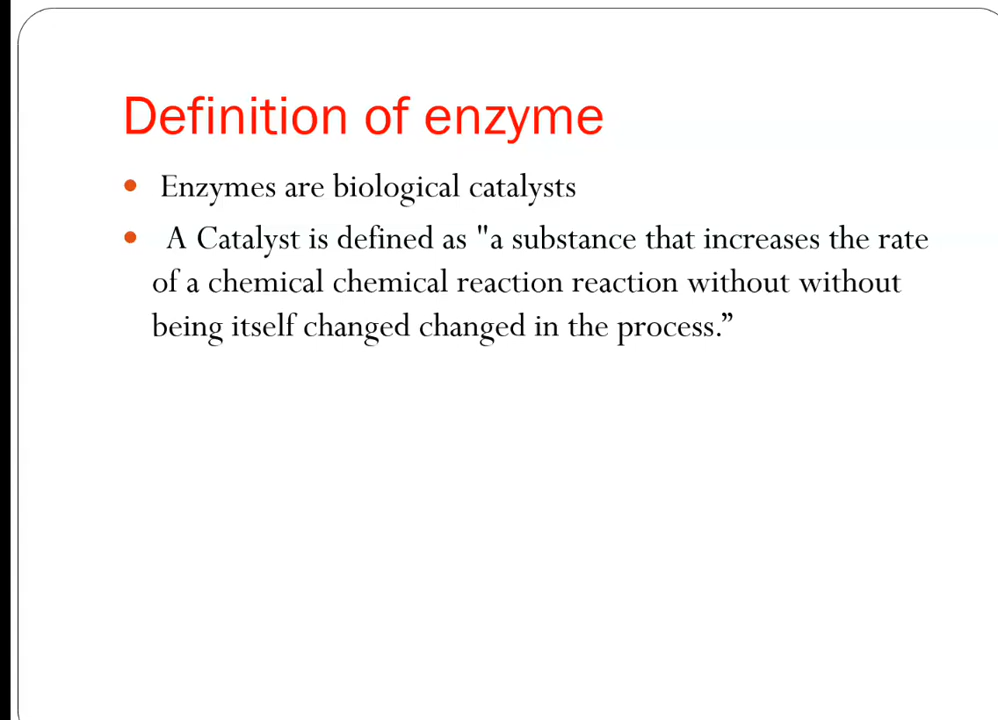 Definition of enzyme
• Enzymes are biological catalysts
• A Catalyst is defined as "a substance that increases the rate
of a chemical chemical reaction reaction without without
being itself changed changed in the process.”